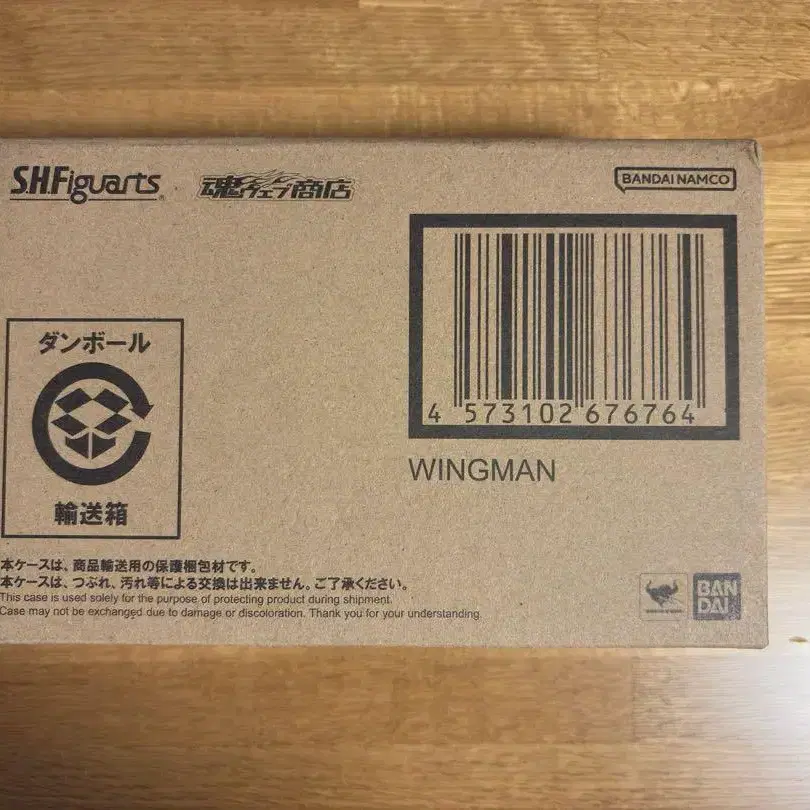 S.H.Figuarts®
魂ウェブ商店
BANDAI NAMCO
4 573102 676764
WINGMAN
ダンボール
輸送箱
本ケースは、商品輸送用の保護梱包材です。
本ケースは、つぶれ、汚れ等による交換は出来ません。ご了承ください。
This case is used solely for the purpose of protecting product during shipment.
Case may not be exchanged due to damage or discoloration. Thank you for your understanding.
BAN
DAI